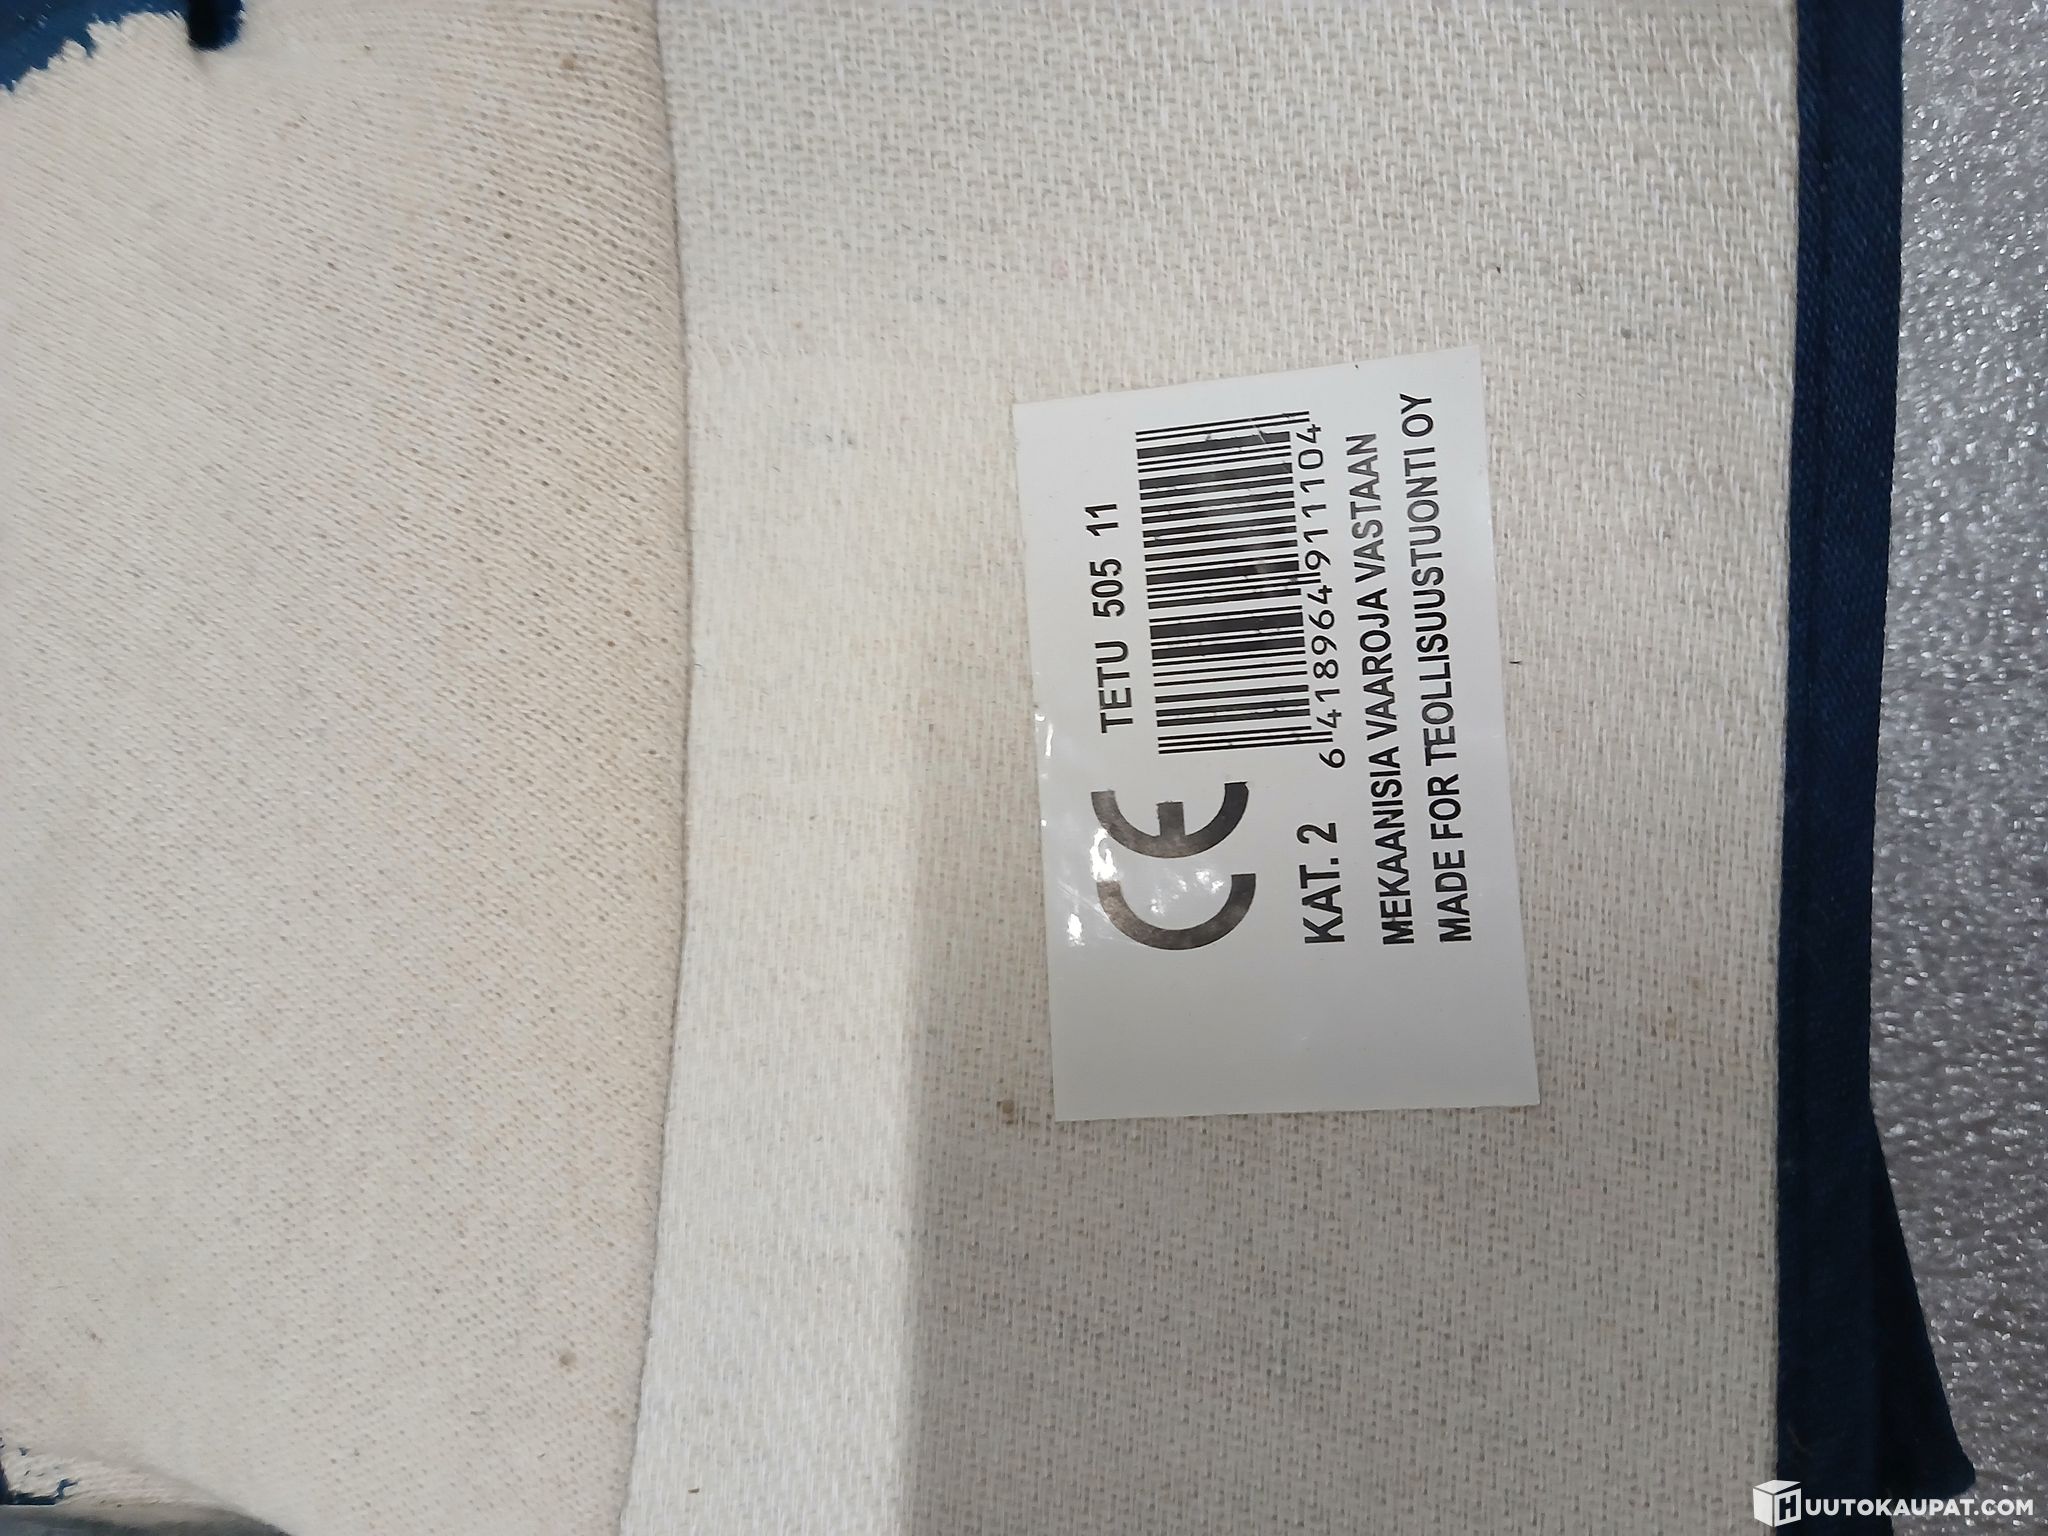 TETU 505 11
CE
6 418964 911104
KAT. 2
MEKAANISIA VAAROJA VASTAAN
MADE FOR TEOLLISUUSTUONTI OY
HUUTOKAUPAT.COM